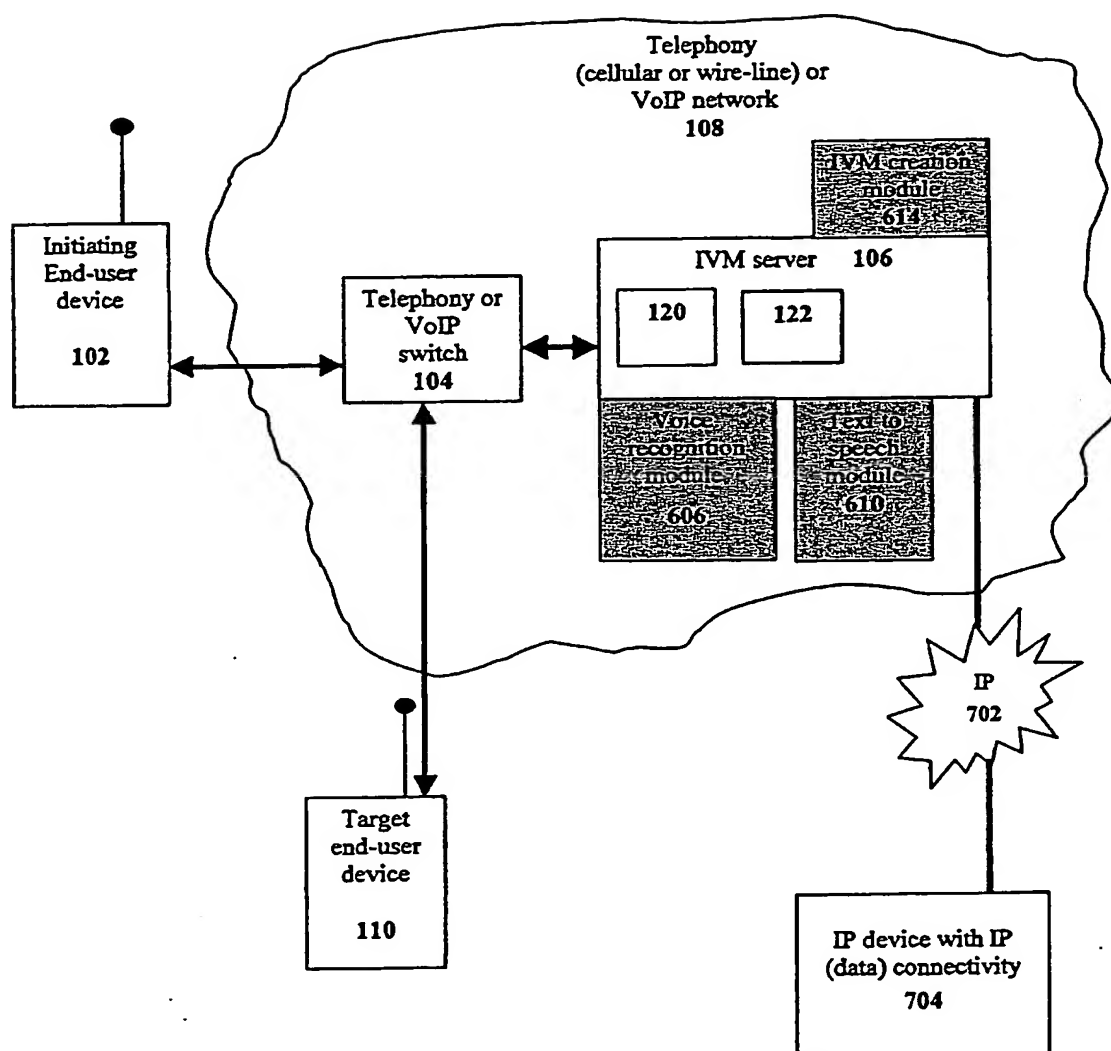 Telephony
(cellular or wire-line) or
VoIP network
108
IVM creation
module
614
Initiating
End-user
device
102
Telephony or
VoIP
switch
104
IVM server 106
120
122
Voice
recognition
module
606
Text to
speech
module
610
IP
702
Target
end-user
device
110
IP device with IP
(data) connectivity
704